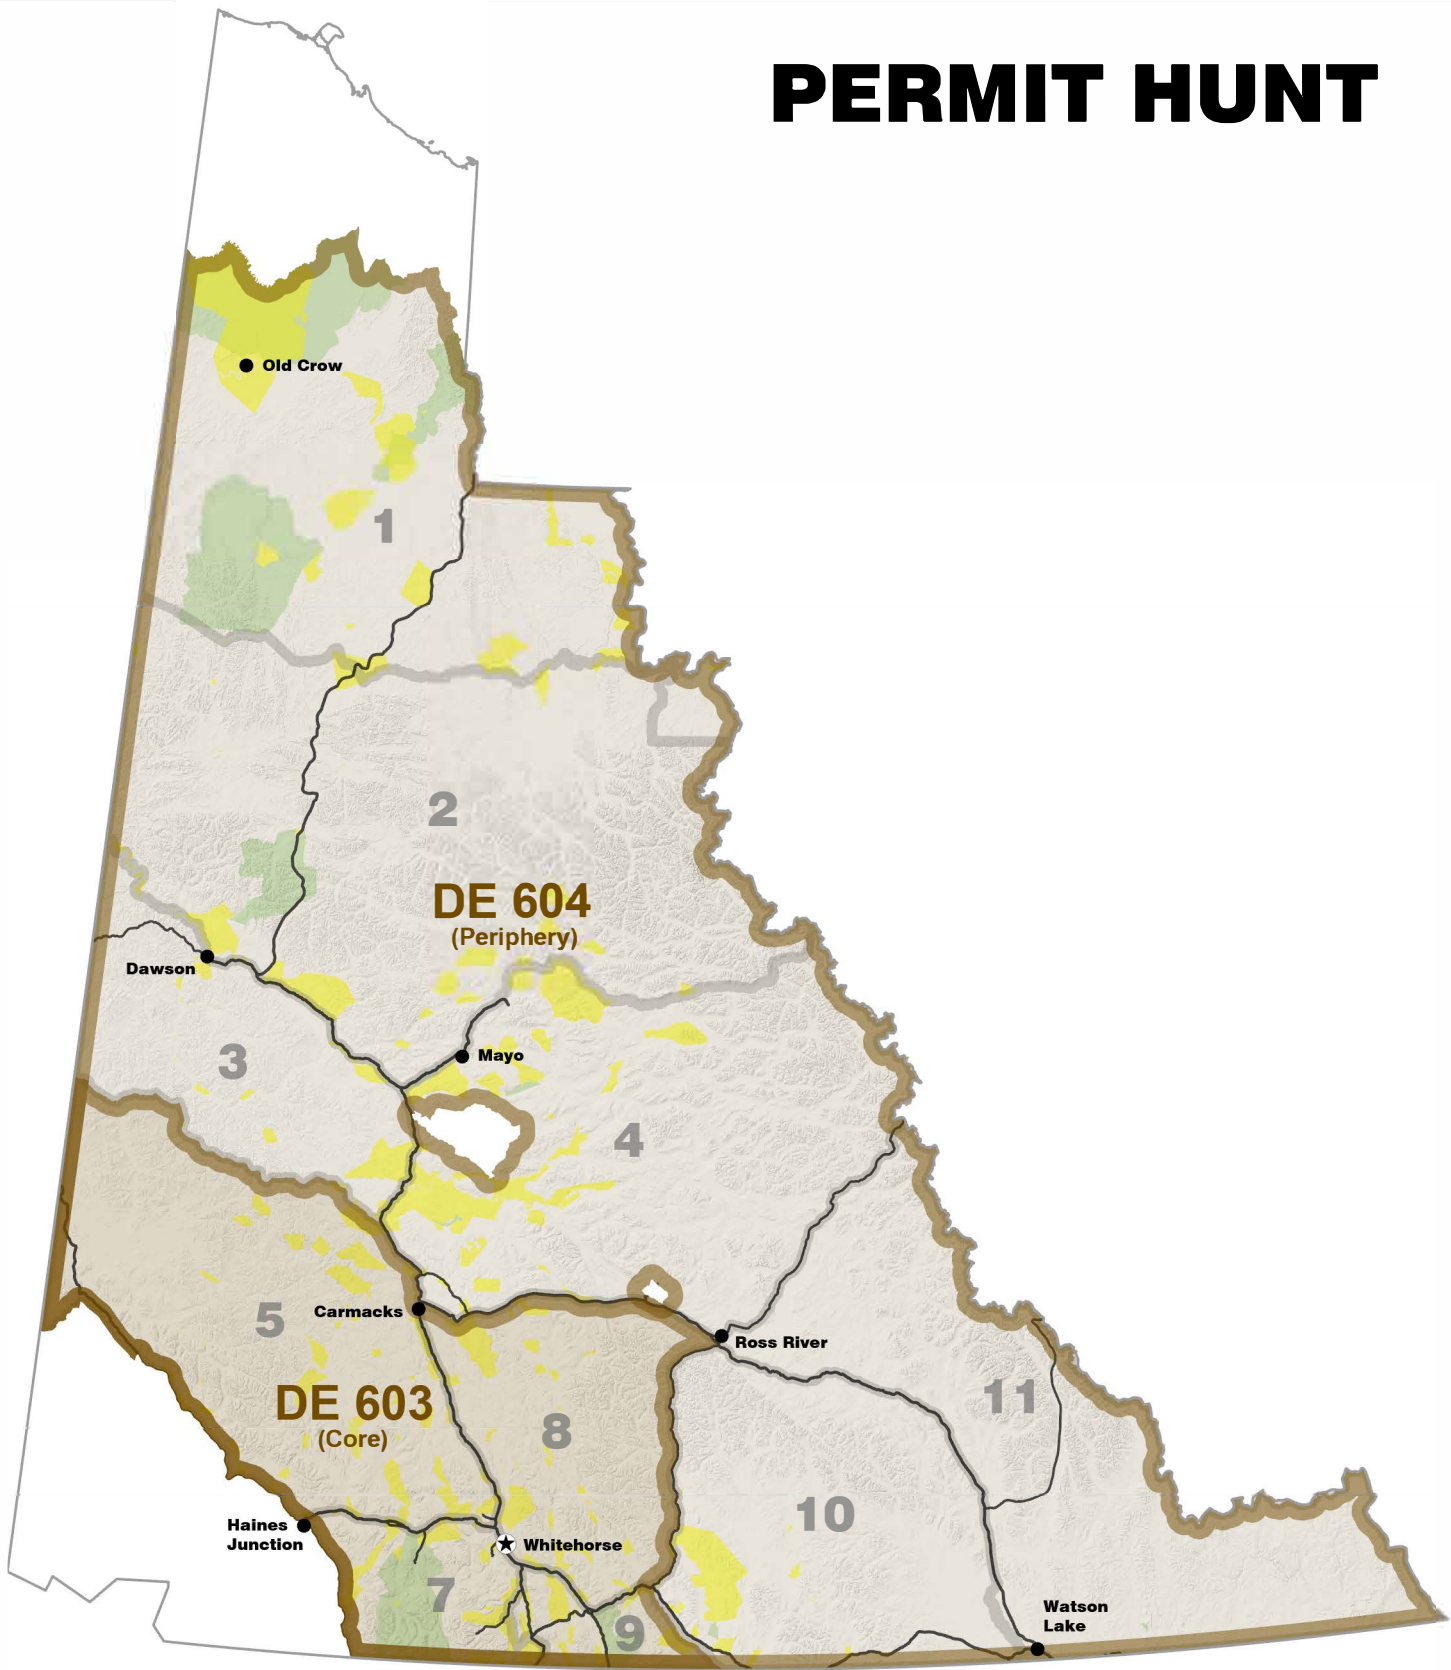 PERMIT HUNT
Old Crow
1
2
DE 604
(Periphery)
Dawson
3
Mayo
4
5
Carmacks
Ross River
DE 603
(Core)
8
11
10
Haines
Junction
Whitehorse
7
9
Watson
Lake